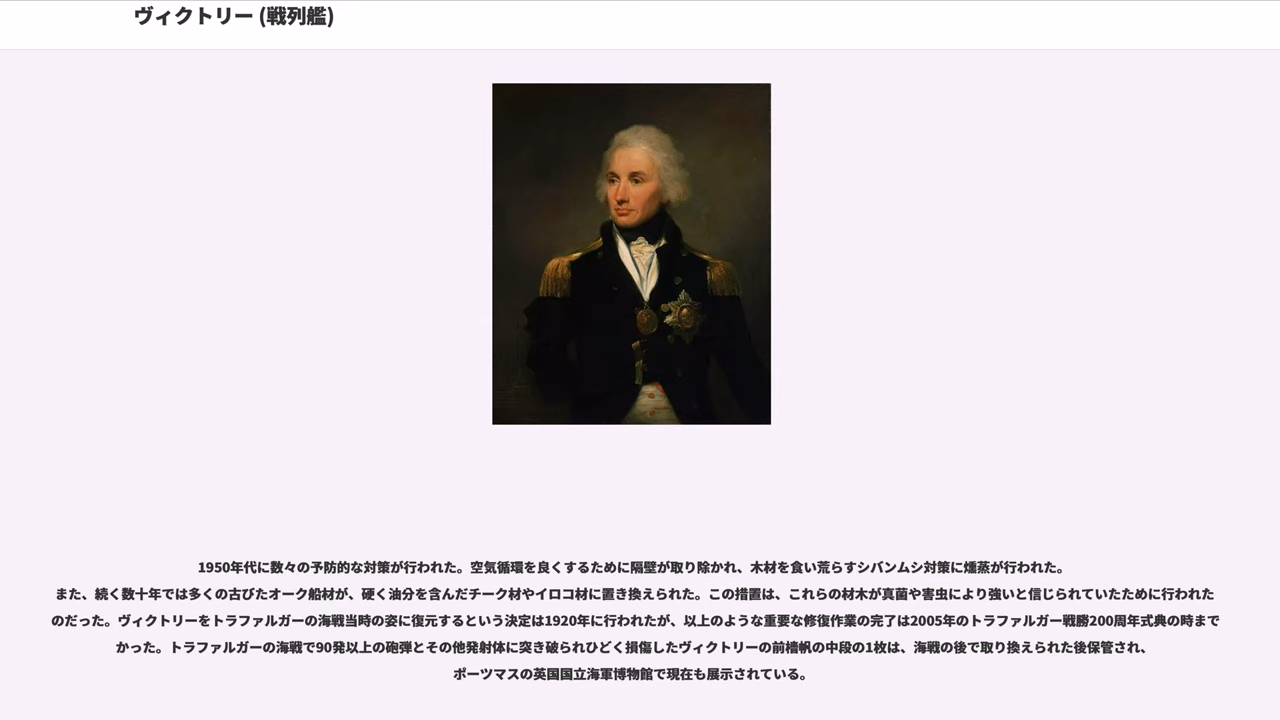 ヴィクトリー (戦列艦)
1950年代に数々の予防的な対策が行われた。空気循環を良くするために隔壁が取り除かれ、木材を食い荒らすシバンムシ対策に燻蒸が行われた。
また、続く数十年では多くの古びたオーク船材が、硬く油分を含んだチーク材やイロコ材に置き換えられた。この措置は、これらの材木が真菌や害虫により強いと信じられていたために行われた
のだった。ヴィクトリーをトラファルガーの海戦当時の姿に復元するという決定は1920年に行われたが、以上のような重要な修復作業の完了は2005年のトラファルガー戦勝200周年式典の時まで
かった。トラファルガーの海戦で90発以上の砲弾とその他発射体に突き破られひどく損傷したヴィクトリーの前檣帆の中段の1枚は、海戦の後で取り換えられた後保管され、
ポーツマスの英国国立海軍博物館で現在も展示されている。